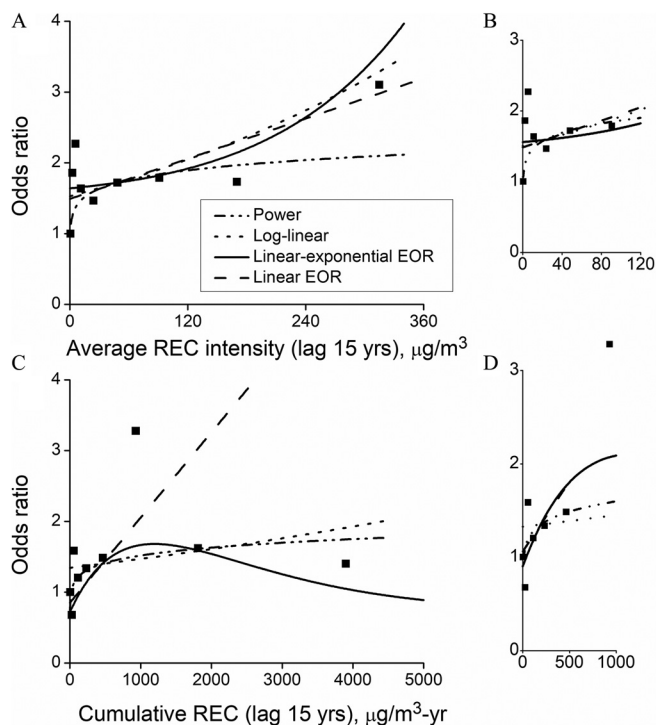 A
4
3
2
1
0
Odds ratio
0
120
240
360
Power
Log-linear
Linear-exponential EOR
Linear EOR
Average REC intensity (lag 15 yrs), μg/m³
B
3
2
1
0
0
40
80
120
C
4
3
2
1
0
Odds ratio
0
1000
2000
3000
4000
5000
Cumulative REC (lag 15 years), μg/m³-yr
D
3
2
1
0
0
500
1000